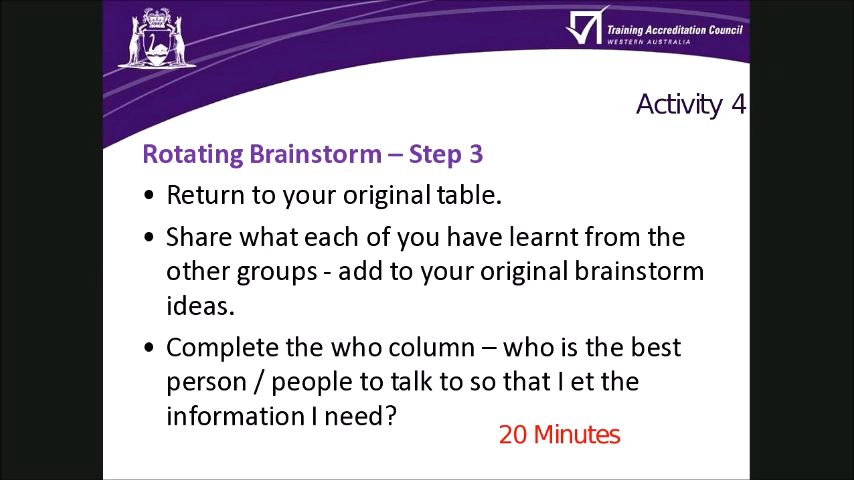 Training Accreditation Council
WESTERN AUSTRALIA
Activity 4
Rotating Brainstorm – Step 3
• Return to your original table.
• Share what each of you have learnt from the
other groups - add to your original brainstorm
ideas.
• Complete the who column – who is the best
person / people to talk to so that I et the
information I need?
20 Minutes